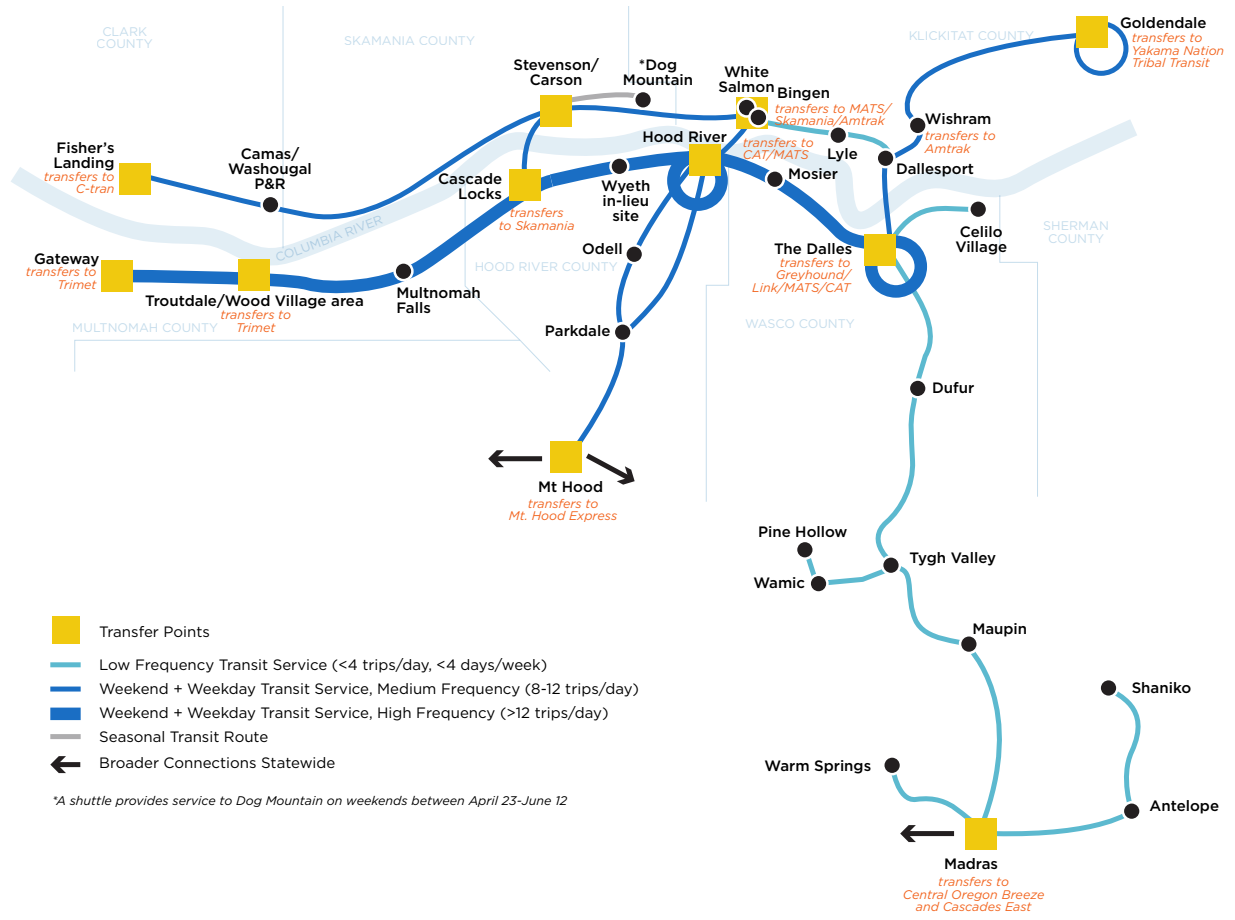 CLARK
COUNTY
SKAMANIA COUNTY
KLICKITAT COUNTY
Goldendale
transfers to
Yakama Nation
Tribal Transit
Stevenson/
Carson
*Dog
Mountain
White
Salmon
Bingen
transfers to MATS/
Skamania/Amtrak
Wishram
transfers to
Amtrak
Hood River
transfers to
CAT/MATS
Lyle
Dallesport
Fisher's
Landing
transfers to
C-tran
Camas/
Washougal
P&R
Cascade
Locks
transfers
to Skamania
Wyeth
in-lieu
site
Mosier
COLUMBIA RIVER
Celilo
Village
SHERMAN
COUNTY
Gateway
transfers to
Trimet
Troutdale/Wood Village area
transfers to
Trimet
Multnomah
Falls
Odell
HOOD RIVER COUNTY
The Dalles
transfers to
Greyhound/
Link/MATS/CAT
MULTNOMAH COUNTY
WASCO COUNTY
Parkdale
Dufur
Mt Hood
transfers to
Mt. Hood Express
Pine Hollow
Wamic
Tygh Valley
Maupin
Shaniko
Warm Springs
Antelope
Madras
transfers to
Central Oregon Breeze
and Cascades East
Transfer Points
Low Frequency Transit Service (<4 trips/day, <4 days/week)
Weekend + Weekday Transit Service, Medium Frequency (8-12 trips/day)
Weekend + Weekday Transit Service, High Frequency (>12 trips/day)
Seasonal Transit Route
Broader Connections Statewide
*A shuttle provides service to Dog Mountain on weekends between April 23-June 12